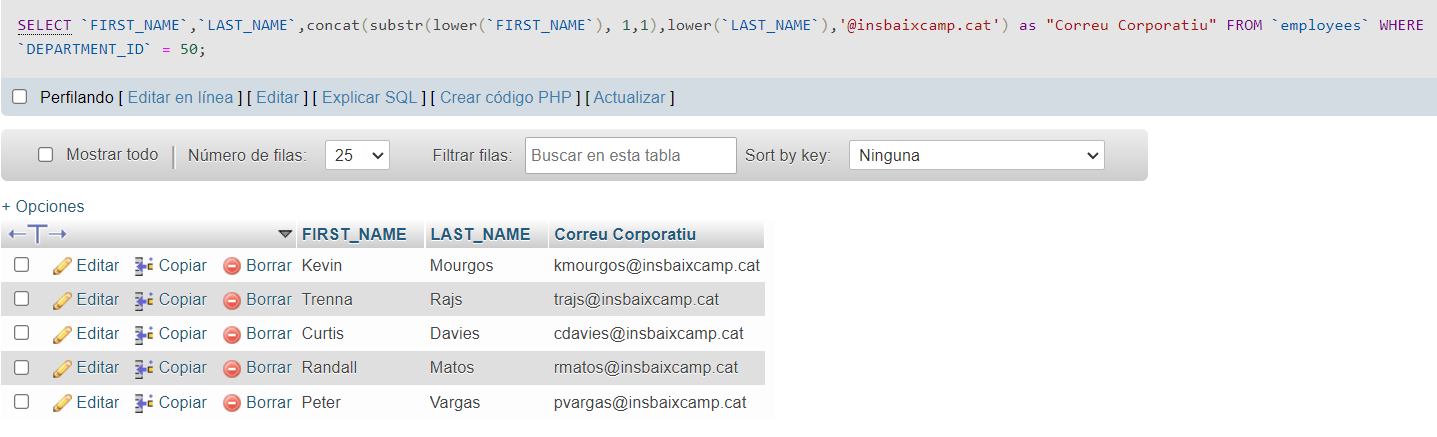 SELECT `FIRST_NAME`,`LAST_NAME`,concat(substr(lower(`FIRST_NAME`), 1,1),lower(`LAST_NAME`),'@insbaixcamp.cat') as "Correu Corporatiu" FROM `employees` WHERE
`DEPARTMENT_ID` = 50;
Perfilando [ Editar en línea ] [ Editar ] [ Explicar SQL ] [ Crear código PHP ] [ Actualizar ]
Mostrar todo | Número de filas: 25 Filtrar filas: Buscar en esta tabla Sort by key: Ninguna
+ Opciones
FIRST_NAME LAST_NAME Correu Corporatiu
Editar Copiar Borrar Kevin Mourgos kmourgos@insbaixcamp.cat
Editar Copiar Borrar Trenna Rajs trajs@insbaixcamp.cat
Editar Copiar Borrar Curtis Davies cdavies@insbaixcamp.cat
Editar Copiar Borrar Randall Matos rmatos@insbaixcamp.cat
Editar Copiar Borrar Peter Vargas pvargas@insbaixcamp.cat